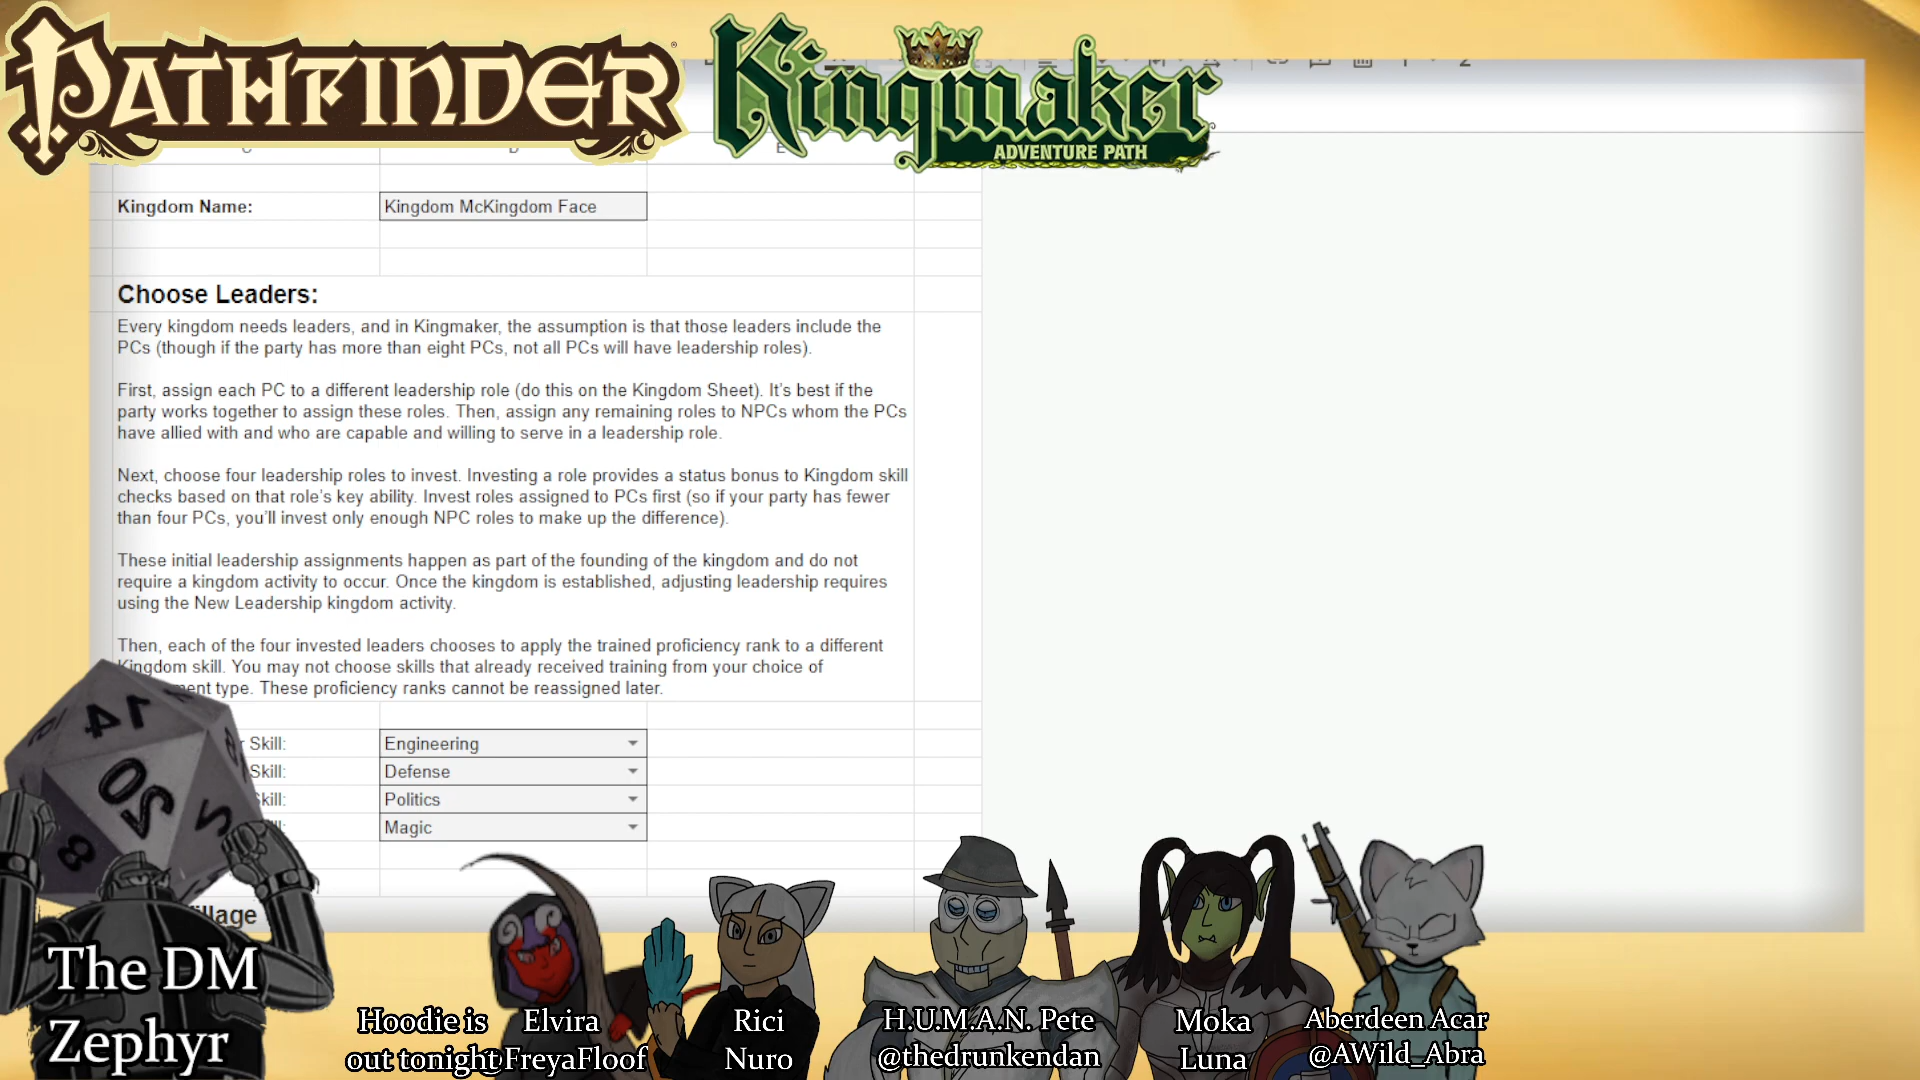 PATHFINDER
Kingmaker
ADVENTURE PATH
E
Kingdom Name:
Kingdom McKingdom Face
Choose Leaders:
Every kingdom needs leaders, and in Kingmaker, the assumption is that those leaders include the
PCs (though if the party has more than eight PCs, not all PCs will have leadership roles).
First, assign each PC to a different leadership role (do this on the Kingdom Sheet). It's best if the
party works together to assign these roles. Then, assign any remaining roles to NPCs whom the PCs
have allied with and who are capable and willing to serve in a leadership role.
Next, choose four leadership roles to invest. Investing a role provides a status bonus to Kingdom skill
checks based on that role's key ability. Invest roles assigned to PCs first (so if your party has fewer
than four PCs, you'll invest only enough NPC roles to make up the difference).
These initial leadership assignments happen as part of the founding of the kingdom and do not
require a kingdom activity to occur. Once the kingdom is established, adjusting leadership requires
using the New Leadership kingdom activity.
Then, each of the four invested leaders chooses to apply the trained proficiency rank to a different
Kingdom skill. You may not choose skills that already received training from your choice of
type. These proficiency ranks cannot be reassigned later.
Skill:
Engineering
Skill:
Defense
Skill:
Politics
Magic
14
20
2
8
The DM
Zephyr
Hoodie is
out tonight
Elvira
FreyaFloof
Rici
Nuro
H.U.M.A.N. Pete
@thedrunkendan
Moka
Luna
Aberdeen Acar
@AWild_Abra